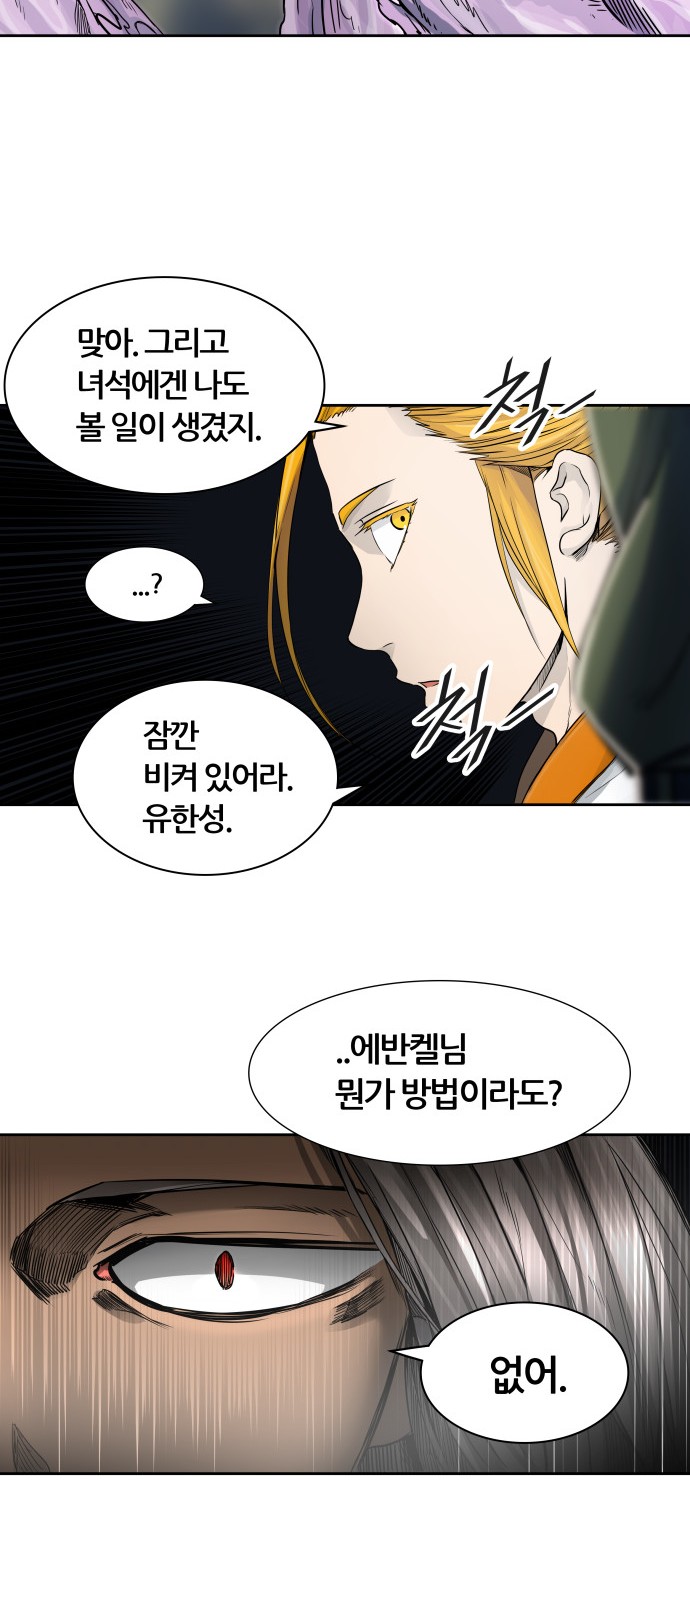 맞아. 그리고
녀석에겐 나도
볼 일이 생겼지.
척-
...?
척-
잠깐
비켜 있어라.
유한성.
..에반켈님
뭔가 방법이라도?
없어.